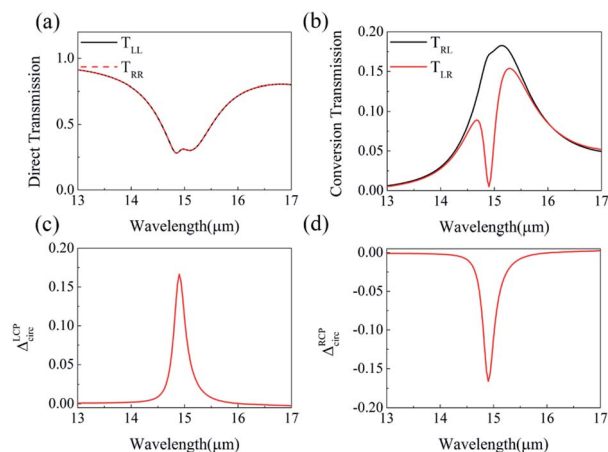 (a)
Direct Transmission
1.0
0.5
0.0
T_LL
T_RR
13 14 15 16 17
Wavelength(μm)
(b)
Conversion Transmission
0.20
0.15
0.10
0.05
0.00
T_RL
T_LR
13 14 15 16 17
Wavelength(μm)
(c)
Δ_circ^LCP
0.20
0.15
0.10
0.05
0.00
13 14 15 16 17
Wavelength(μm)
(d)
Δ_circ^RCP
0.00
-0.05
-0.10
-0.15
-0.20
13 14 15 16 17
Wavelength(μm)